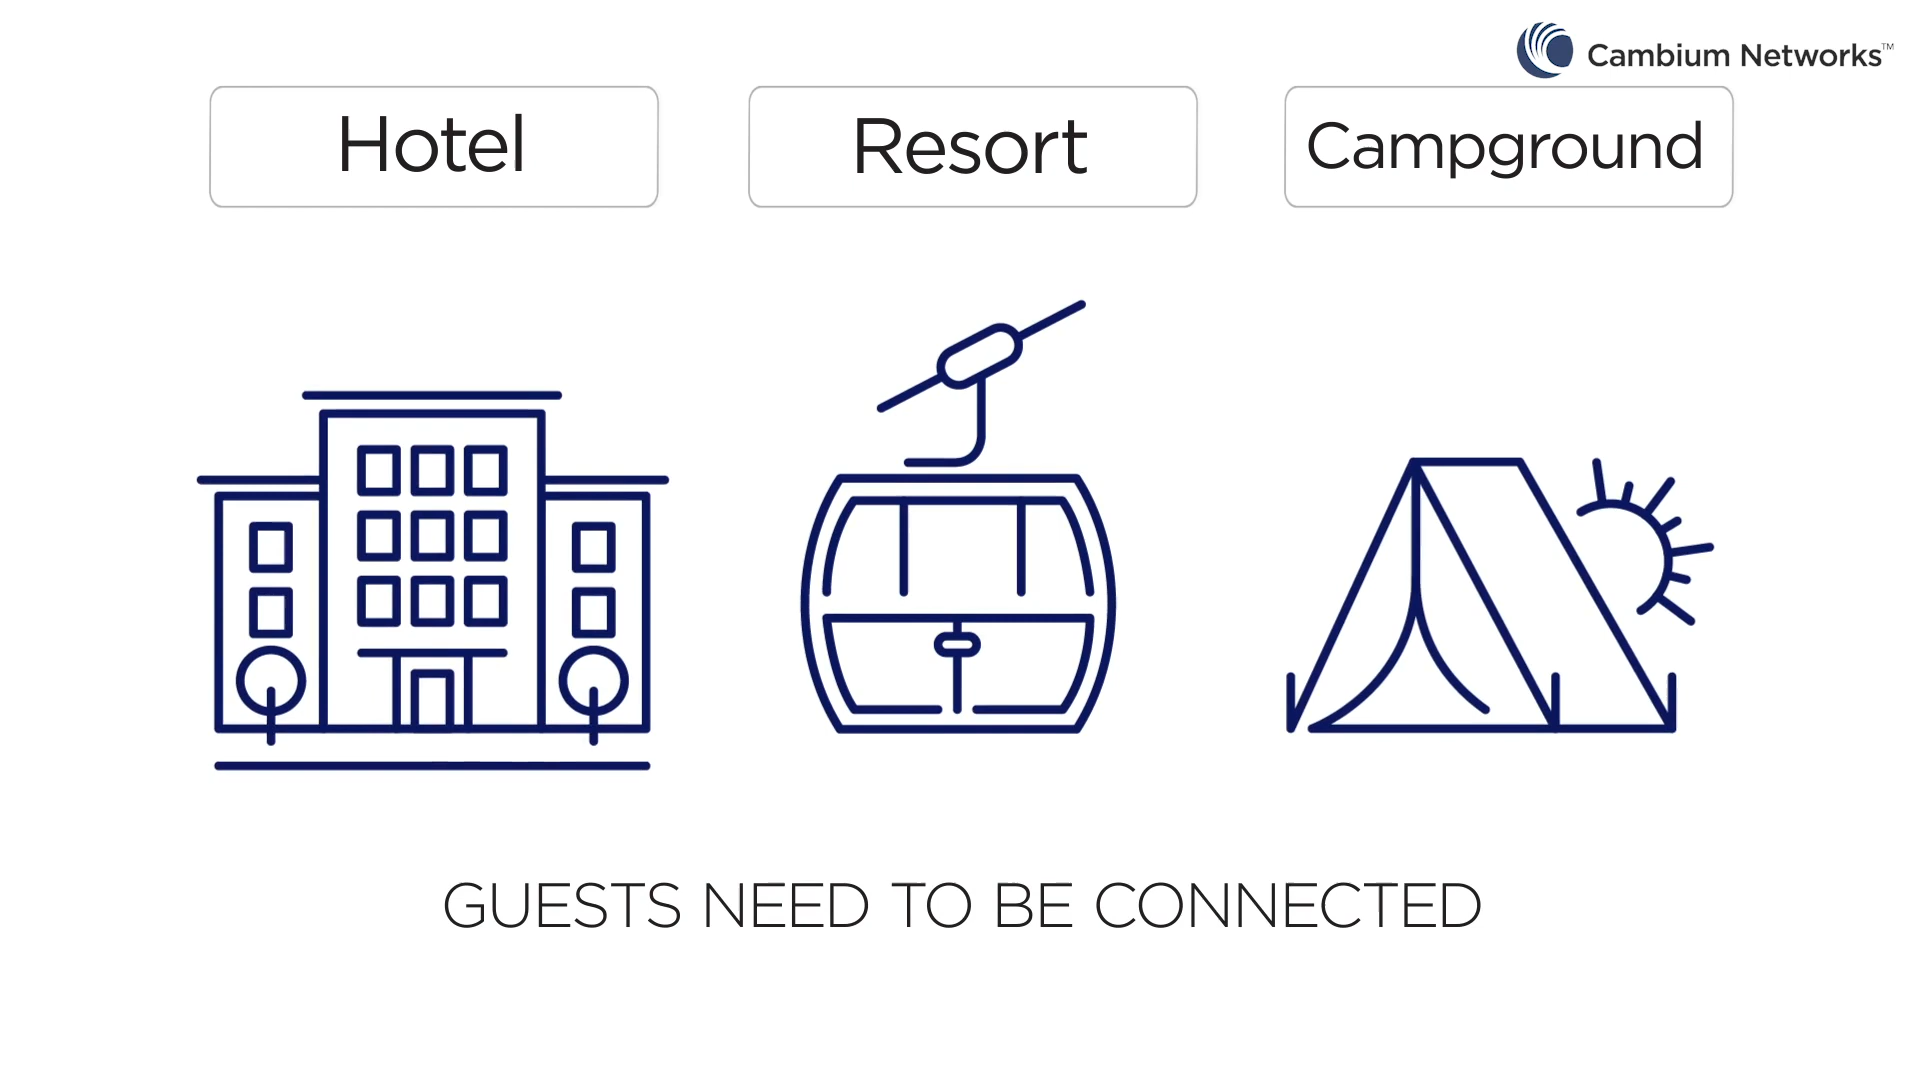 Cambium Networks™
Hotel
Resort
Campground
GUESTS NEED TO BE CONNECTED